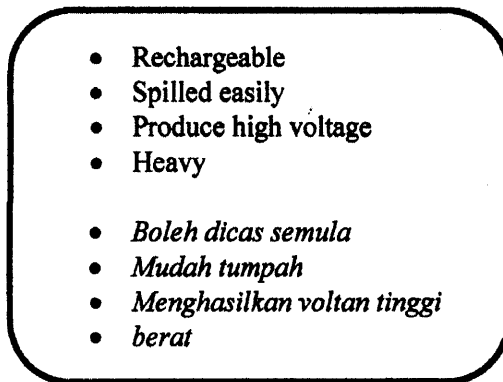 • Rechargeable
• Spilled easily
• Produce high voltage
• Heavy
• Boleh dicas semula
• Mudah tumpah
• Menghasilkan voltan tinggi
• berat